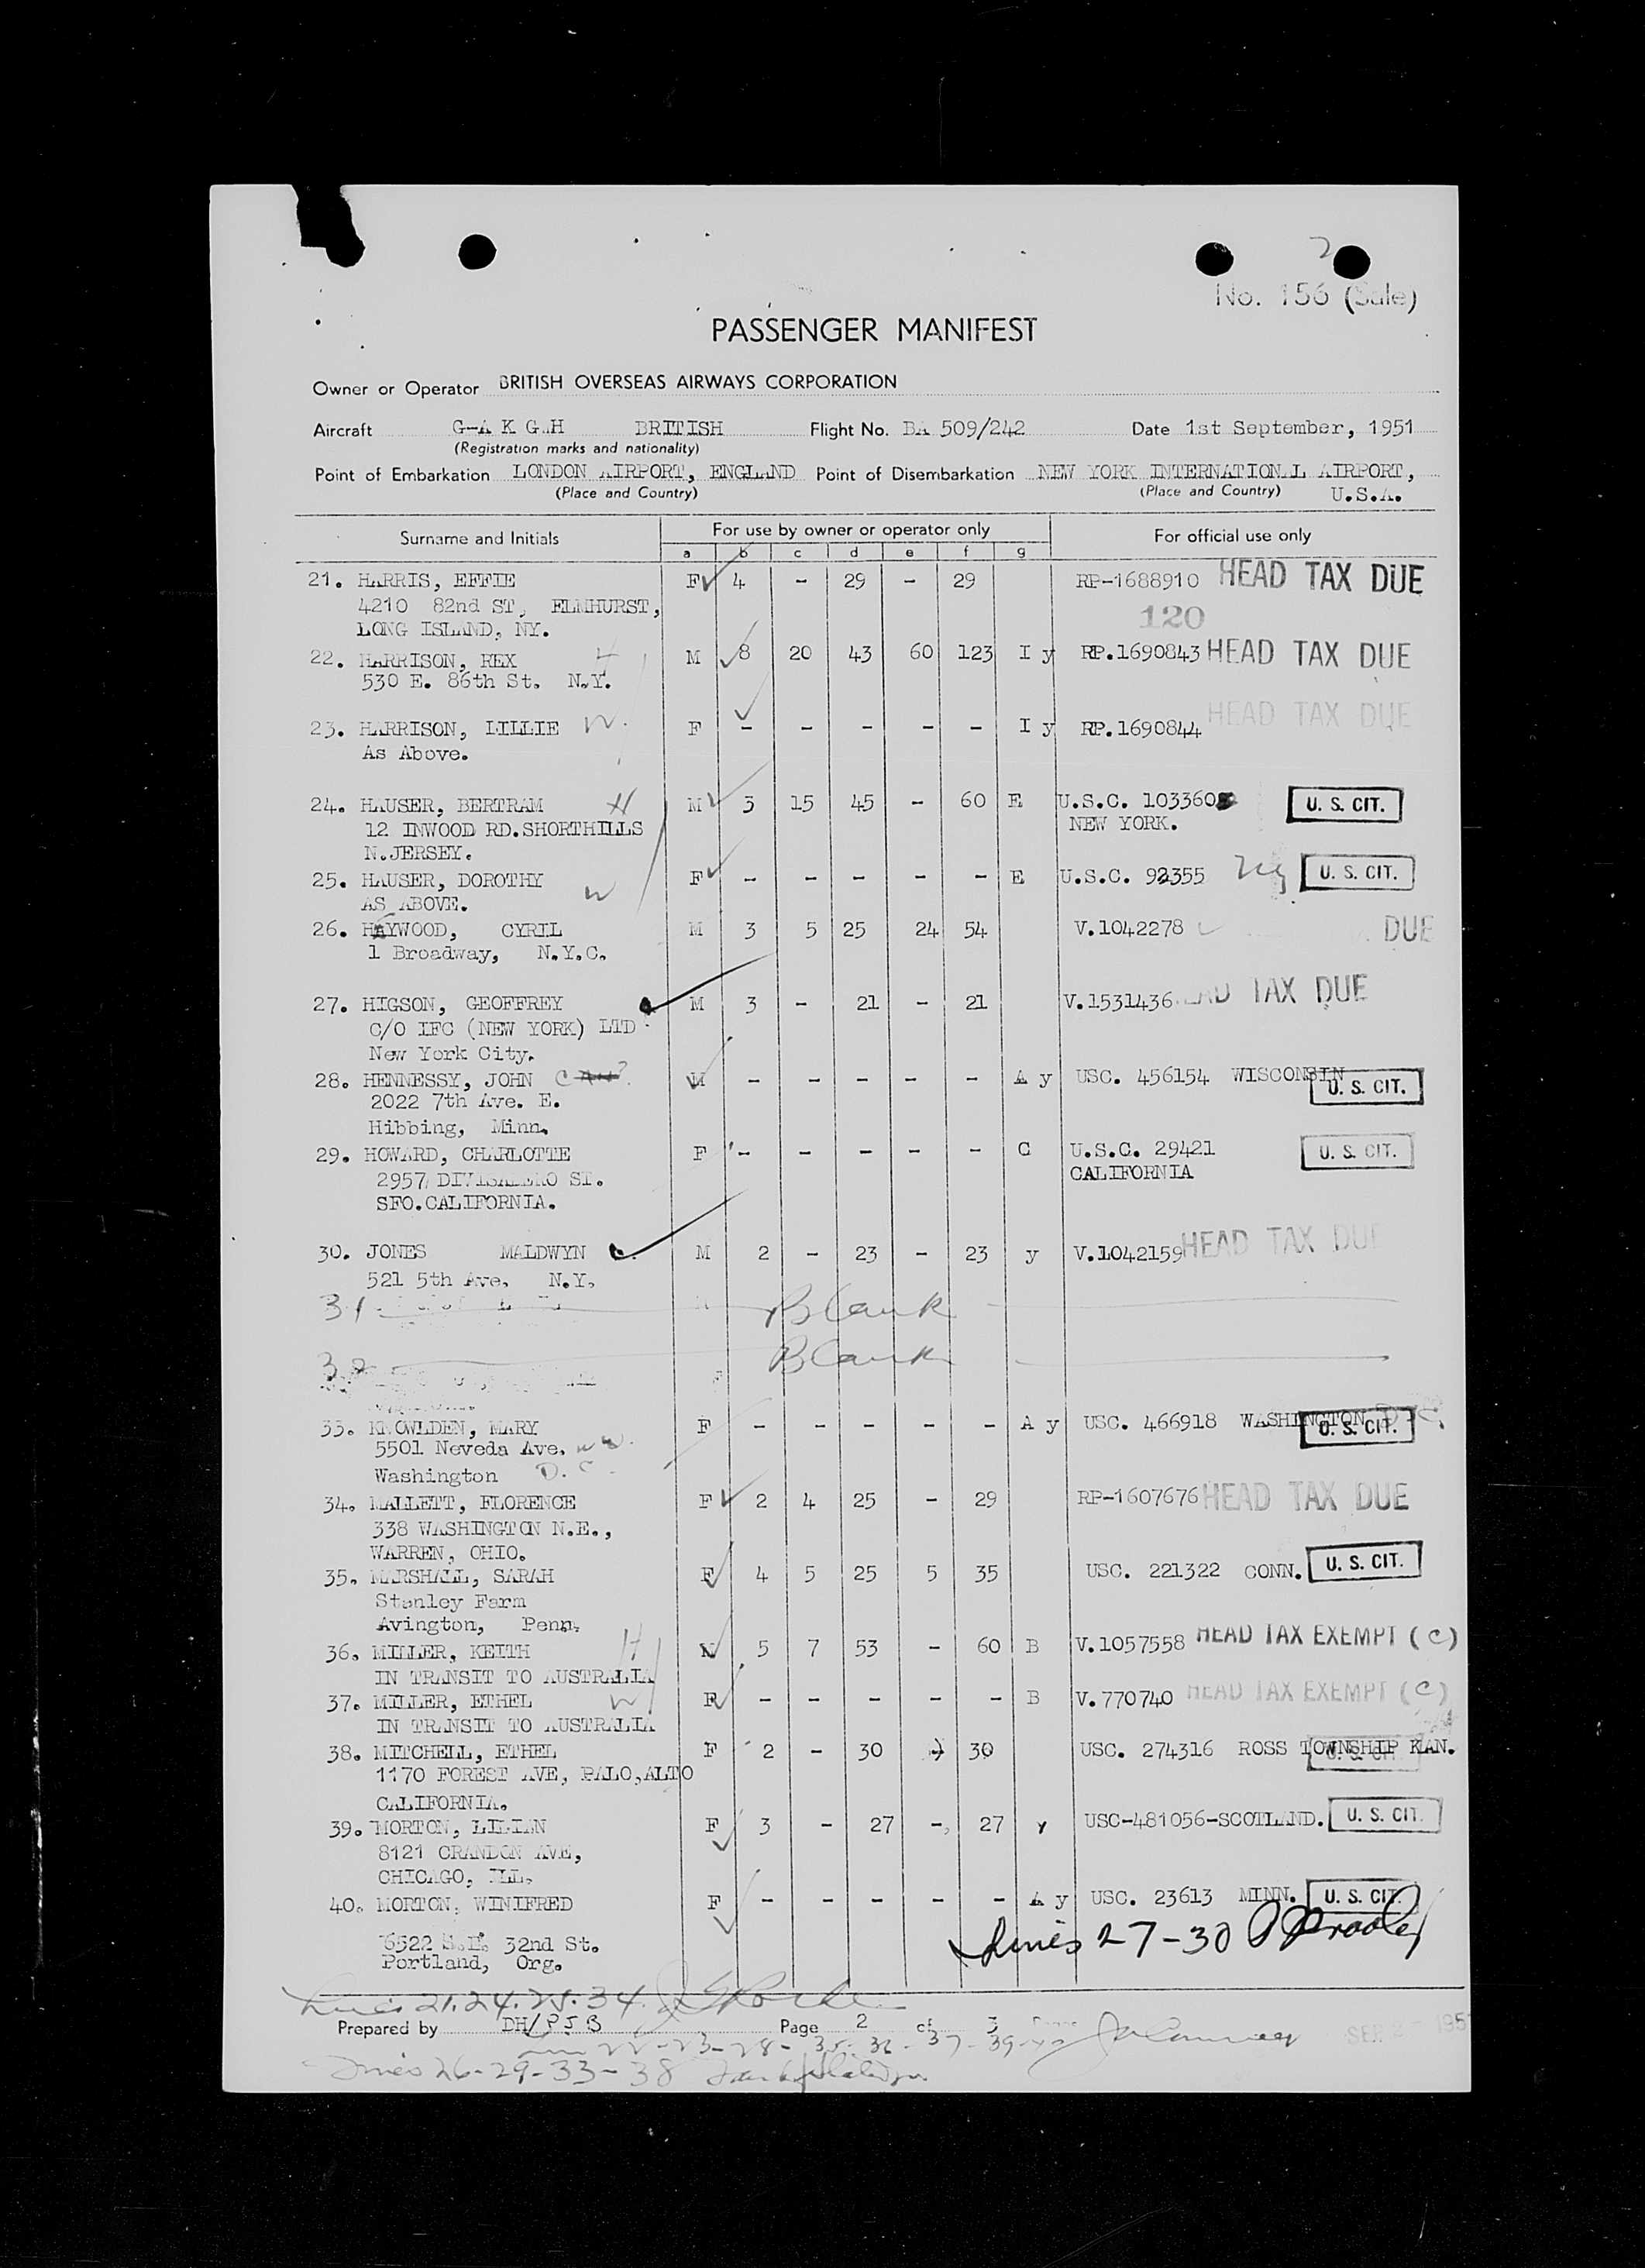 2
No. 156 (Sale)
PASSENGER MANIFEST
Owner or Operator BRITISH OVERSEAS AIRWAYS CORPORATION
Aircraft G-A K G.H BRITISH Flight No. BA 509/242 Date 1st September, 1951
(Registration marks and nationality)
Point of Embarkation LONDON AIRPORT, ENGLAND Point of Disembarkation NEW YORK INTERNATIONAL AIRPORT,
(Place and Country) (Place and Country) U.S.A.
Surname and Initials For use by owner or operator only For official use only
a b c d e f g
21. HARRIS, EFFIE F 4 - 29 - 29 RP-1688910 HEAD TAX DUE
4210 82nd ST, ELMHURST, 120
LONG ISLAND, NY.
22. HARRISON, REX H M 8 20 43 60 123 I y RP.1690843 HEAD TAX DUE
530 E. 86th St. N.Y.
23. HARRISON, LILLIE W. F - - - - - I y RP.1690844 HEAD TAX DUE
As Above.
24. HAUSER, BERTRAM H M 3 15 45 - 60 E U.S.C. 103360 U. S. CIT.
12 INWOOD RD.SHORTHILLS NEW YORK.
N.JERSEY.
25. HAUSER, DOROTHY W F - - - - - E U.S.C. 92355 NY U. S. CIT.
AS ABOVE.
26. HAYWOOD, CYRIL M 3 5 25 24 54 V.1042278 DUE
1 Broadway, N.Y.C.
27. HIGSON, GEOFFREY M 3 - 21 - 21 V.1531436 HEAD TAX DUE
C/O IFC (NEW YORK) LTD
New York City.
28. HENNESSY, JOHN M - - - - - A y USC. 456154 WISCONSIN U. S. CIT.
2022 7th Ave. E.
Hibbing, Minn.
29. HOWARD, CHARLOTTE F - - - - - C U.S.C. 29421 U. S. CIT.
2957 DIVISADERO ST. CALIFORNIA
SFO.CALIFORNIA.
30. JONES MALDWYN M 2 - 23 - 23 y V.1042159 HEAD TAX DUE
521 5th Ave. N.Y.
31 Blank
32 Blank
33. KNOWLDEN, MARY F - - - - - A y USC. 466918 WASHINGTON D.C. U. S. CIT.
5501 Neveda Ave. N.W.
Washington D.C.
34. MALLETT, FLORENCE F 2 4 25 - 29 RP-1607676 HEAD TAX DUE
338 WASHINGTON N.E.,
WARREN, OHIO.
35. MARSHALL, SARAH F 4 5 25 5 35 USC. 221322 CONN. U. S. CIT.
Stanley Farm
Avington, Penn.
36. MILLER, KEITH H M 5 7 53 - 60 B V.1057558 HEAD TAX EXEMPT (C)
IN TRANSIT TO AUSTRALIA
37. MILLER, ETHEL W F - - - - - B V.770740 HEAD TAX EXEMPT (C)
IN TRANSIT TO AUSTRALIA
38. MITCHELL, ETHEL F 2 - 30 - 30 USC. 274316 ROSS TOWNSHIP KAN. U. S. CIT.
1170 FOREST AVE, PALO,ALTO
CALIFORNIA.
39. MORTON, LILIAN F 3 - 27 - 27 y USC-481056-SCOTLAND. U. S. CIT.
8121 CRANDON AVE,
CHICAGO, ILL.
40. MORTON, WINIFRED F - - - - - A y USC. 23613 MINN. U. S. CIT.
6522 S.E. 32nd St. Lines 27-30
Portland, Org.
Lines 21.24.25.34.
Prepared by DH/PJB Page 2 of 3 SEP 195
22-23-28-35-36-37-39-40
Lines 26-29-33-38